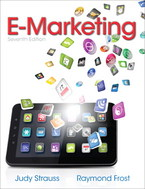 E-Marketing
Seventh Edition
Judy Strauss
Raymond Frost